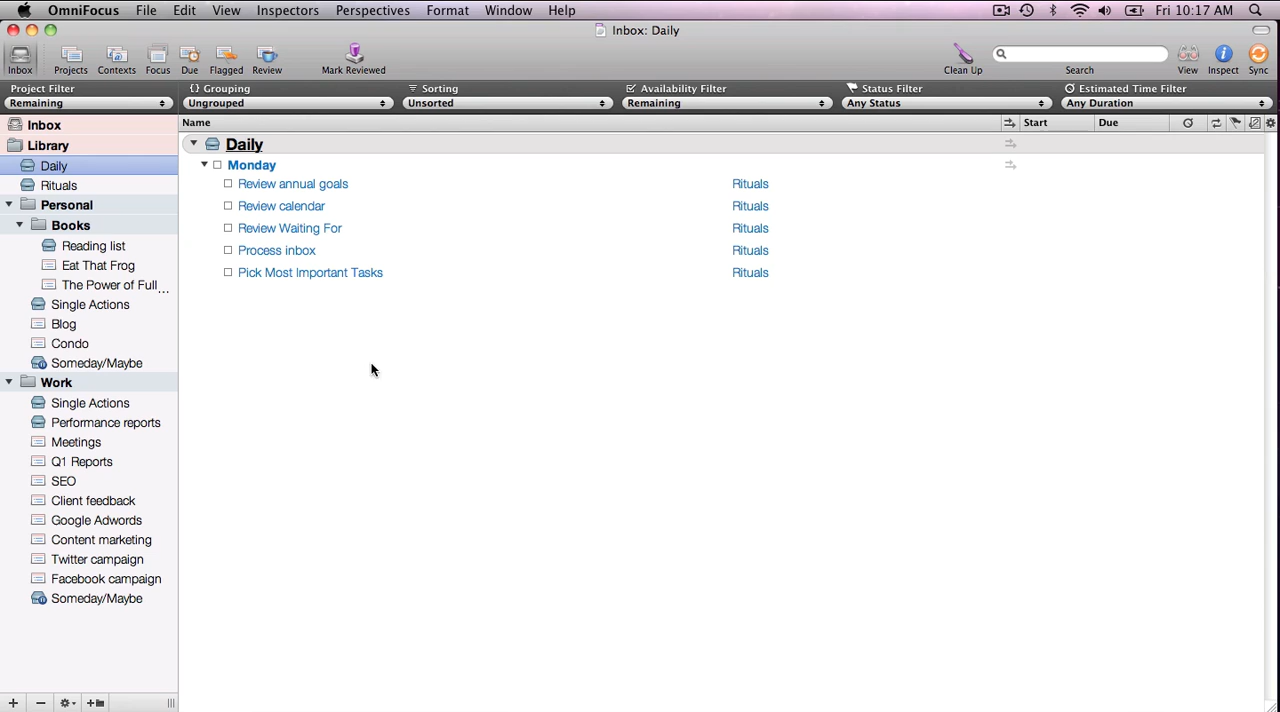 OmniFocus File Edit View Inspectors Perspectives Format Window Help Fri 10:17 AM
Inbox: Daily
Inbox Projects Contexts Focus Due Flagged Review Mark Reviewed Clean Up Search View Inspect Sync
Project Filter {} Grouping Sorting Availability Filter Status Filter Estimated Time Filter
Remaining Ungrouped Unsorted Remaining Any Status Any Duration
Name Start Due
Inbox
Library
Daily
Rituals
Personal
Books
Reading list
Eat That Frog
The Power of Full...
Single Actions
Blog
Condo
Someday/Maybe
Work
Single Actions
Performance reports
Meetings
Q1 Reports
SEO
Client feedback
Google Adwords
Content marketing
Twitter campaign
Facebook campaign
Someday/Maybe
Daily
Monday
Review annual goals Rituals
Review calendar Rituals
Review Waiting For Rituals
Process inbox Rituals
Pick Most Important Tasks Rituals